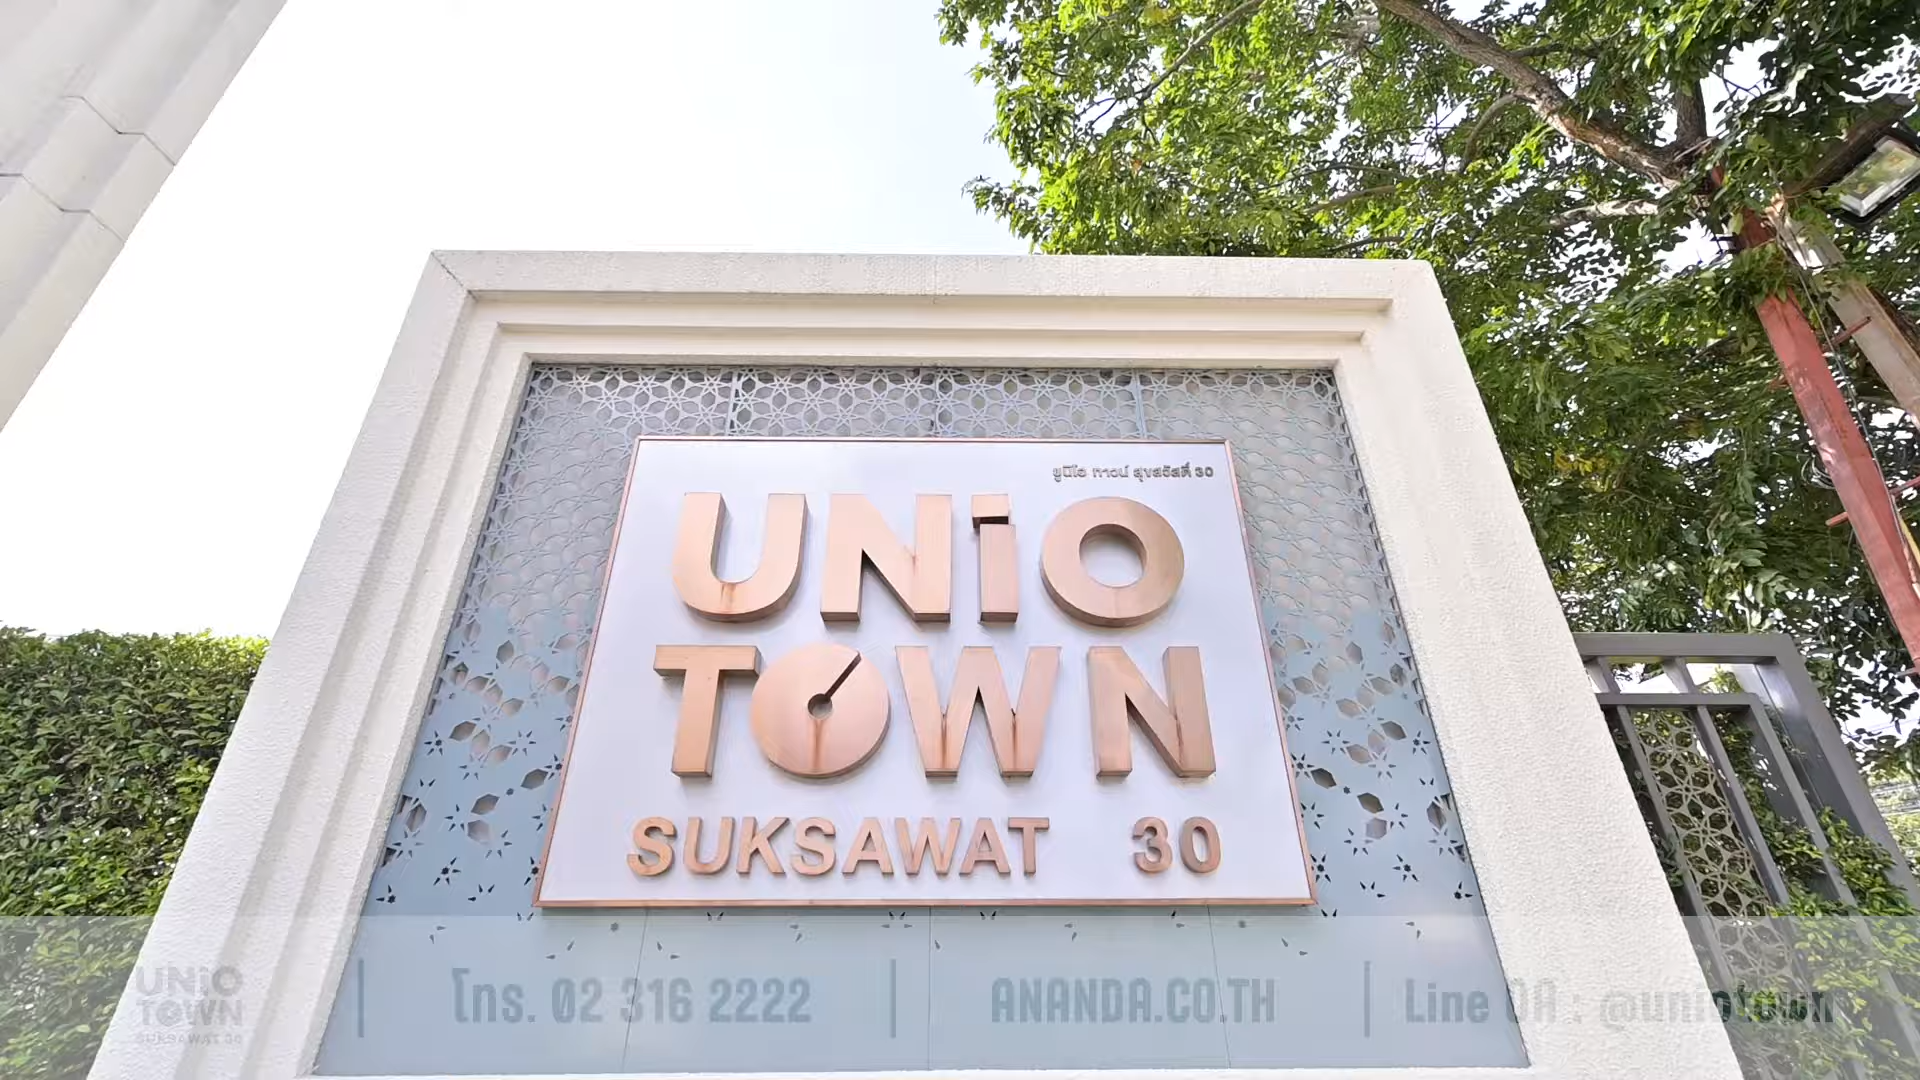 ยูนิโอ ทาวน์ สุขสวัสดิ์ 30
UNiO
TOWN
SUKSAWAT 30
UNiO
TOWN
SUKSAWAT 30
โทร. 02 316 2222
ANANDA.CO.TH
Line OA : @uniotown